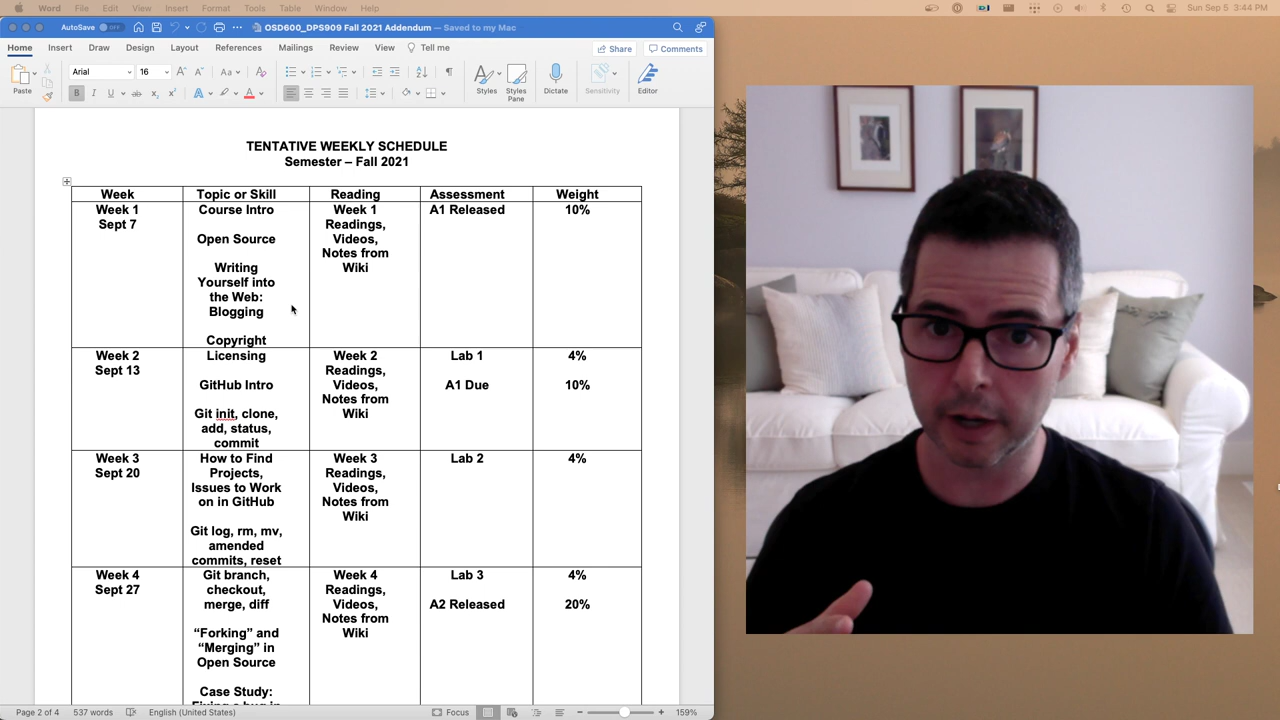 Word File Edit View Insert Format Tools Table Window Help Sun Sep 5 3:44 PM
AutoSave OFF OSD600_DPS909 Fall 2021 Addendum — Saved to my Mac
Home Insert Draw Design Layout References Mailings Review View Tell me Share Comments
Arial 16
Paste Styles Styles Pane Dictate Sensitivity Editor
TENTATIVE WEEKLY SCHEDULE
Semester – Fall 2021
Week Topic or Skill Reading Assessment Weight
Week 1
Sept 7
Course Intro
Open Source
Writing
Yourself into
the Web:
Blogging
Copyright
Week 1
Readings,
Videos,
Notes from
Wiki
A1 Released
10%
Week 2
Sept 13
Licensing
GitHub Intro
Git init, clone,
add, status,
commit
Week 2
Readings,
Videos,
Notes from
Wiki
Lab 1
A1 Due
4%
10%
Week 3
Sept 20
How to Find
Projects,
Issues to Work
on in GitHub
Git log, rm, mv,
amended
commits, reset
Week 3
Readings,
Videos,
Notes from
Wiki
Lab 2
4%
Week 4
Sept 27
Git branch,
checkout,
merge, diff
“Forking” and
“Merging” in
Open Source
Case Study:
Week 4
Readings,
Videos,
Notes from
Wiki
Lab 3
A2 Released
4%
20%
Page 2 of 4 537 words English (United States) Focus 159%